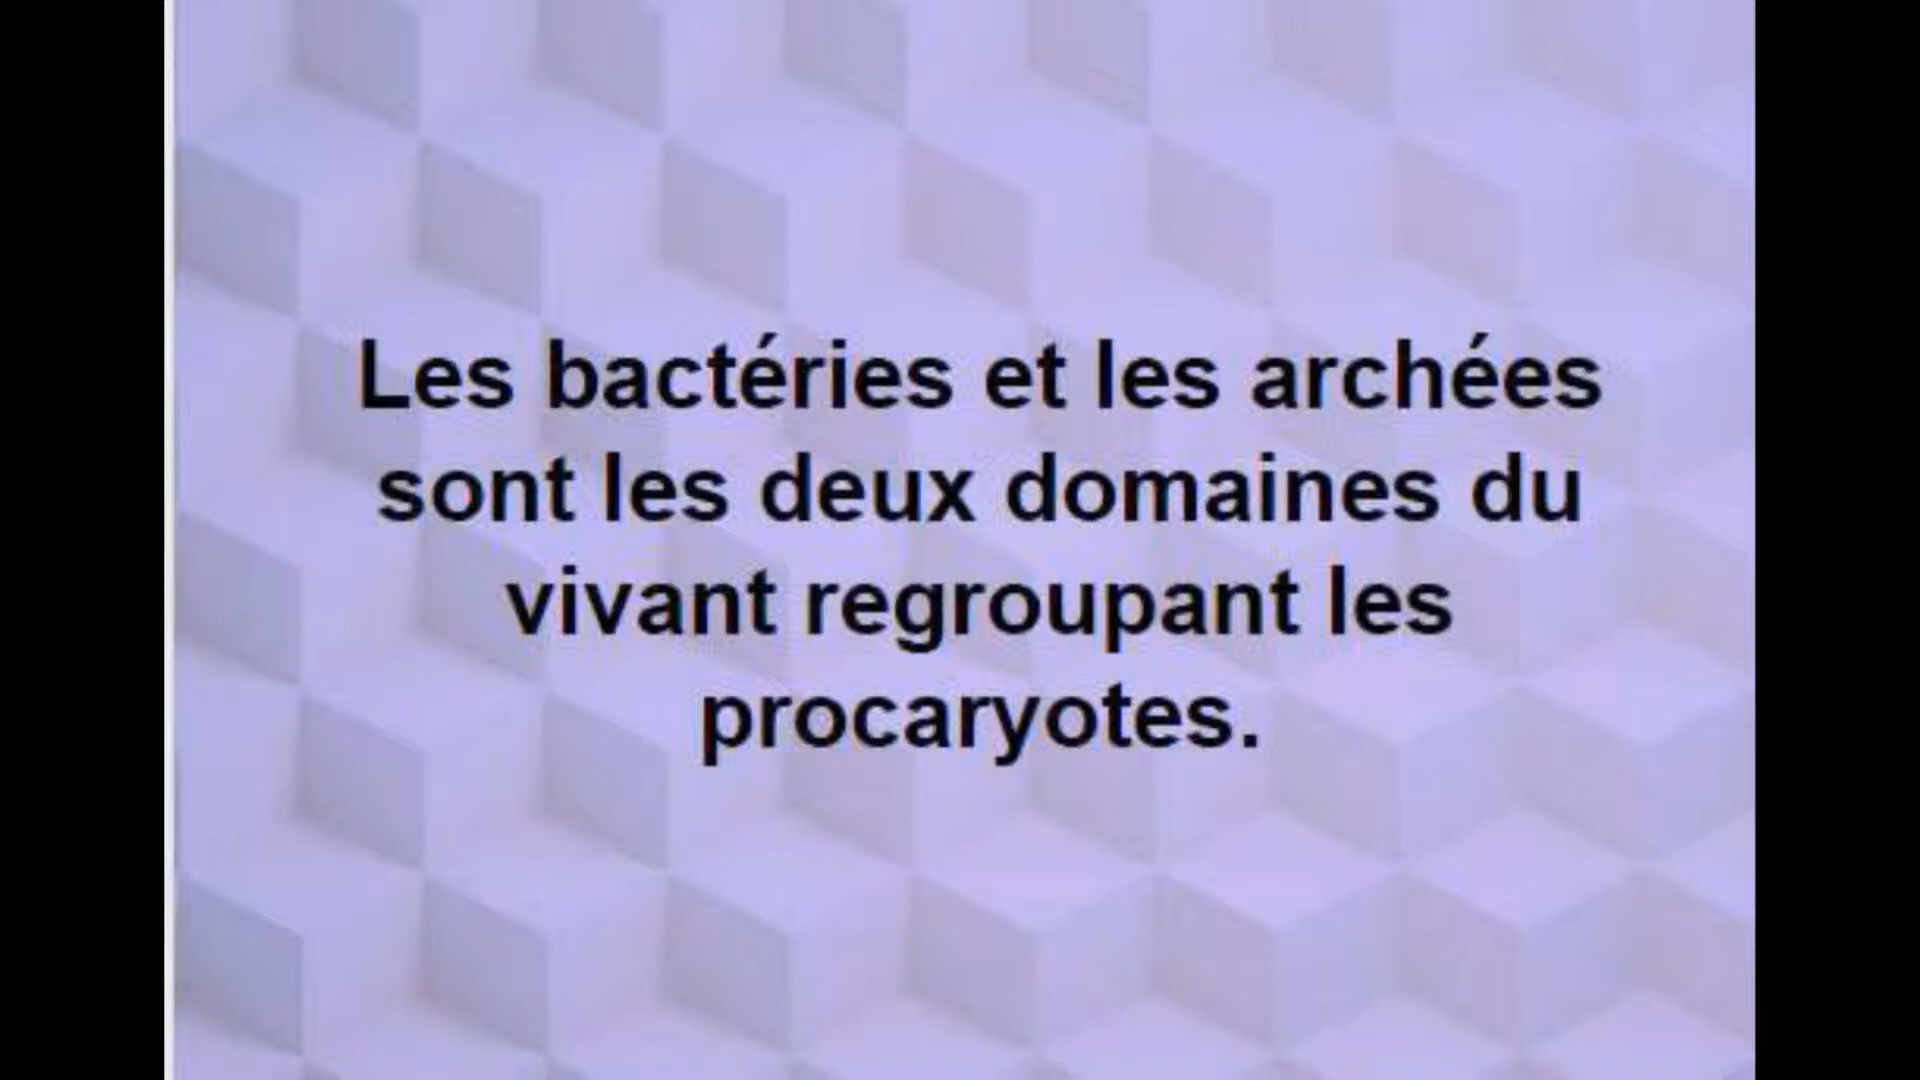 Les bactéries et les archées
sont les deux domaines du
vivant regroupant les
procaryotes.